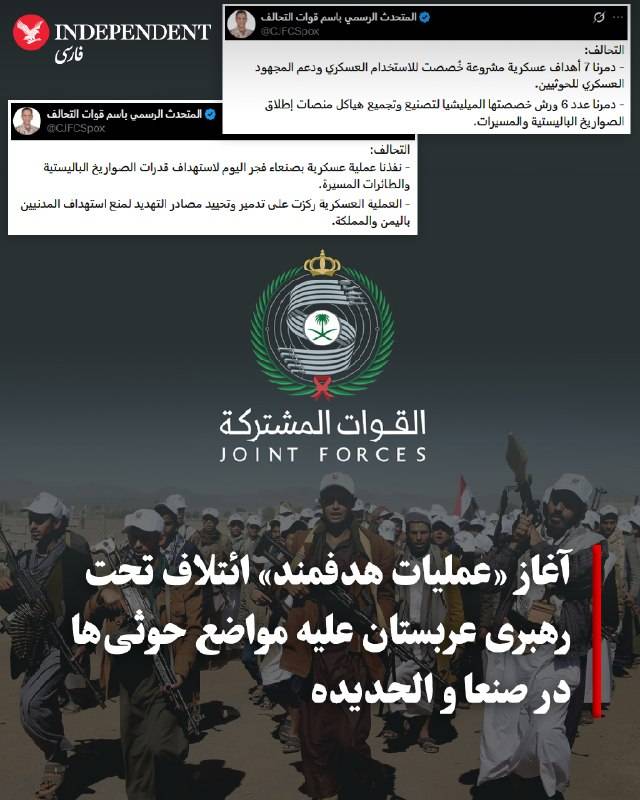 INDEPENDENT
فارسی
المتحدث الرسمي باسم قوات التحالف
@CJFCSpox
التحالف:
- دمرنا 7 أهداف عسكرية مشروعة خُصصت للاستخدام العسكري ودعم المجهود
العسكري للحوثيين.
- دمرنا عدد 6 ورش خصصتها الميليشيا لتصنيع وتجميع هياكل منصات إطلاق
الصواريخ الباليستية والمسيرات.
المتحدث الرسمي باسم قوات التحالف
@CJFCSpox
التحالف:
- نفذنا عملية عسكرية بصنعاء فجر اليوم لاستهداف قدرات الصواريخ الباليستية
والطائرات المسيرة.
- العملية العسكرية ركزت على تدمير وتحييد مصادر التهديد لمنع استهداف المدنيين
باليمن والمملكة.
القوات المشتركة
JOINT FORCES
آغاز «عملیات هدفمند» ائتلاف تحت
رهبری عربستان علیه مواضع حوثی‌ها
در صنعا و الحدیده